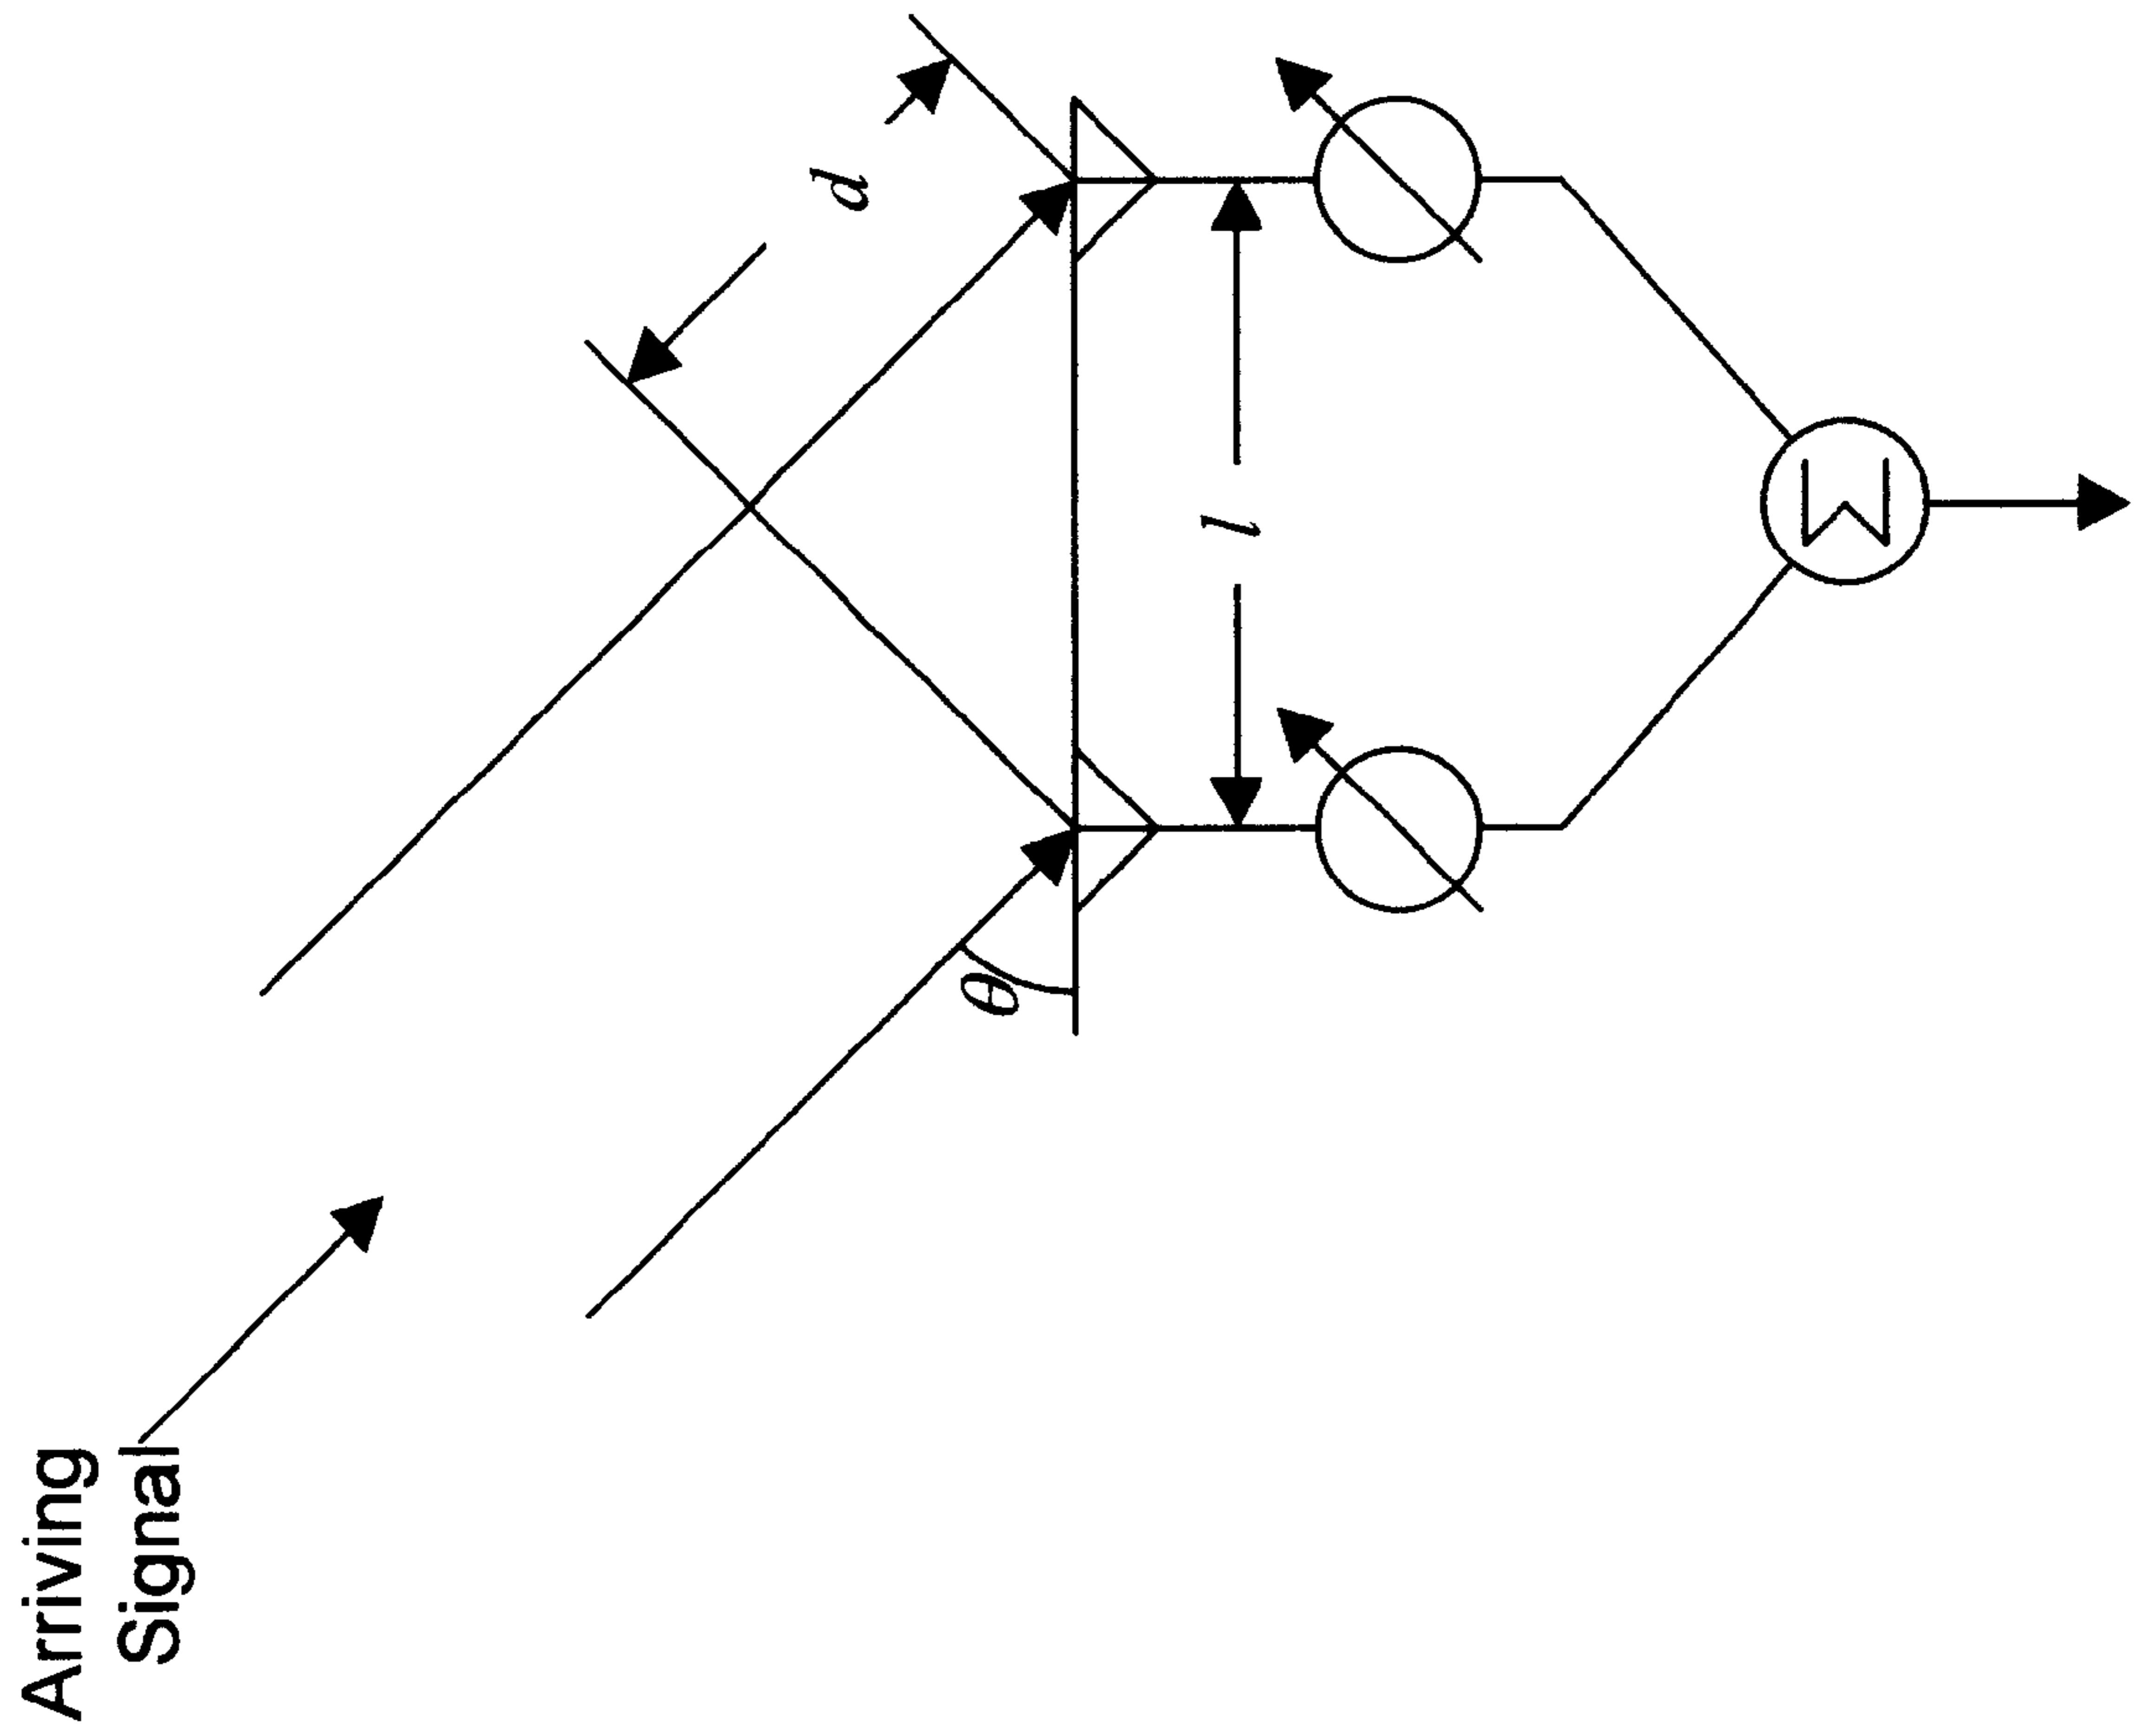 Arriving
Signal
θ
d
l
Σ